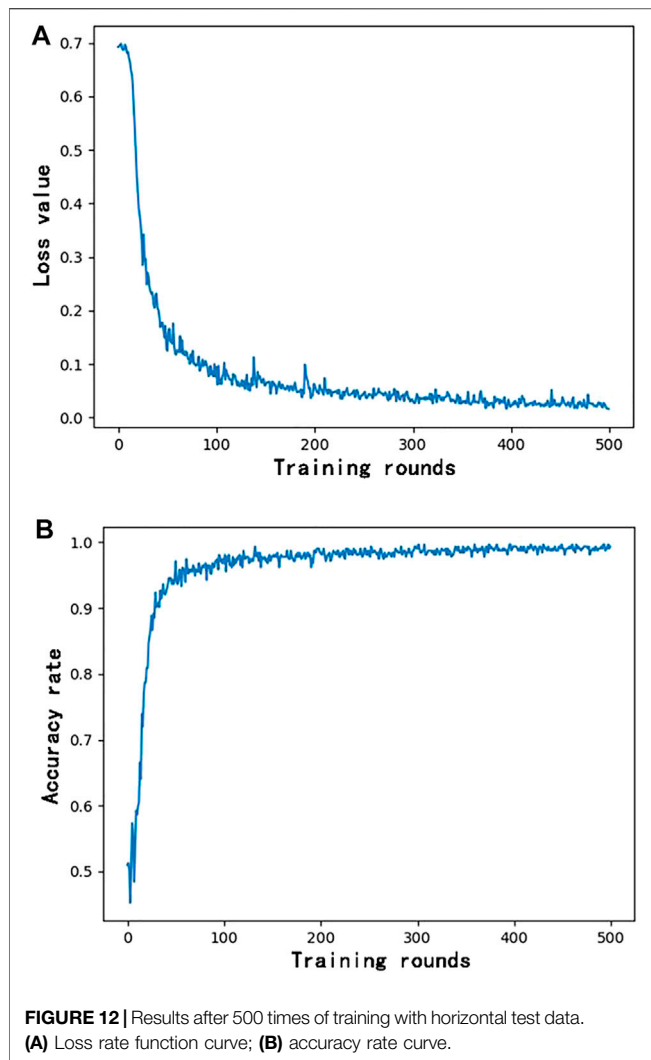 A
0.7
0.6
0.5
0.4
0.3
0.2
0.1
0.0
Loss value
0 100 200 300 400 500
Training rounds
B
1.0
0.9
0.8
0.7
0.6
0.5
Accuracy rate
0 100 200 300 400 500
Training rounds
FIGURE 12 | Results after 500 times of training with horizontal test data.
(A) Loss rate function curve; (B) accuracy rate curve.